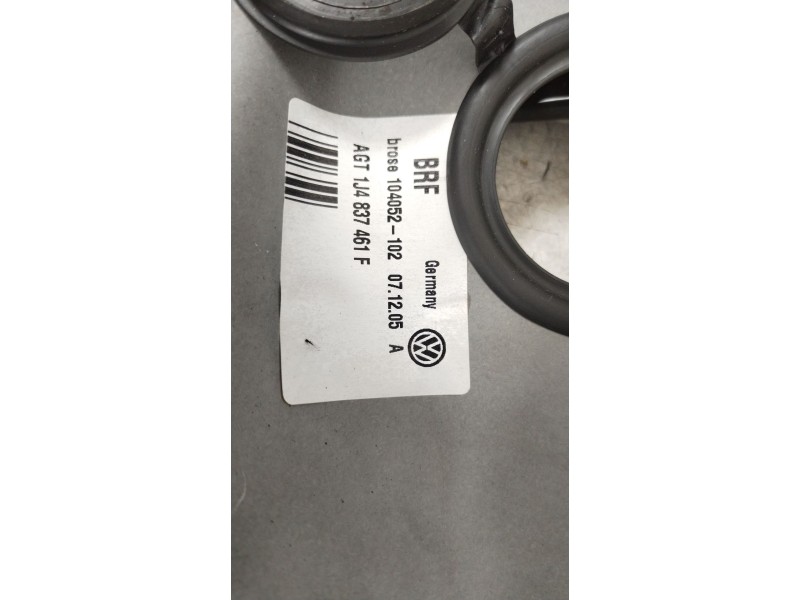 BRF Germany
brose 104052-102 07.12.05 A
AGT 1J4 837 461 F